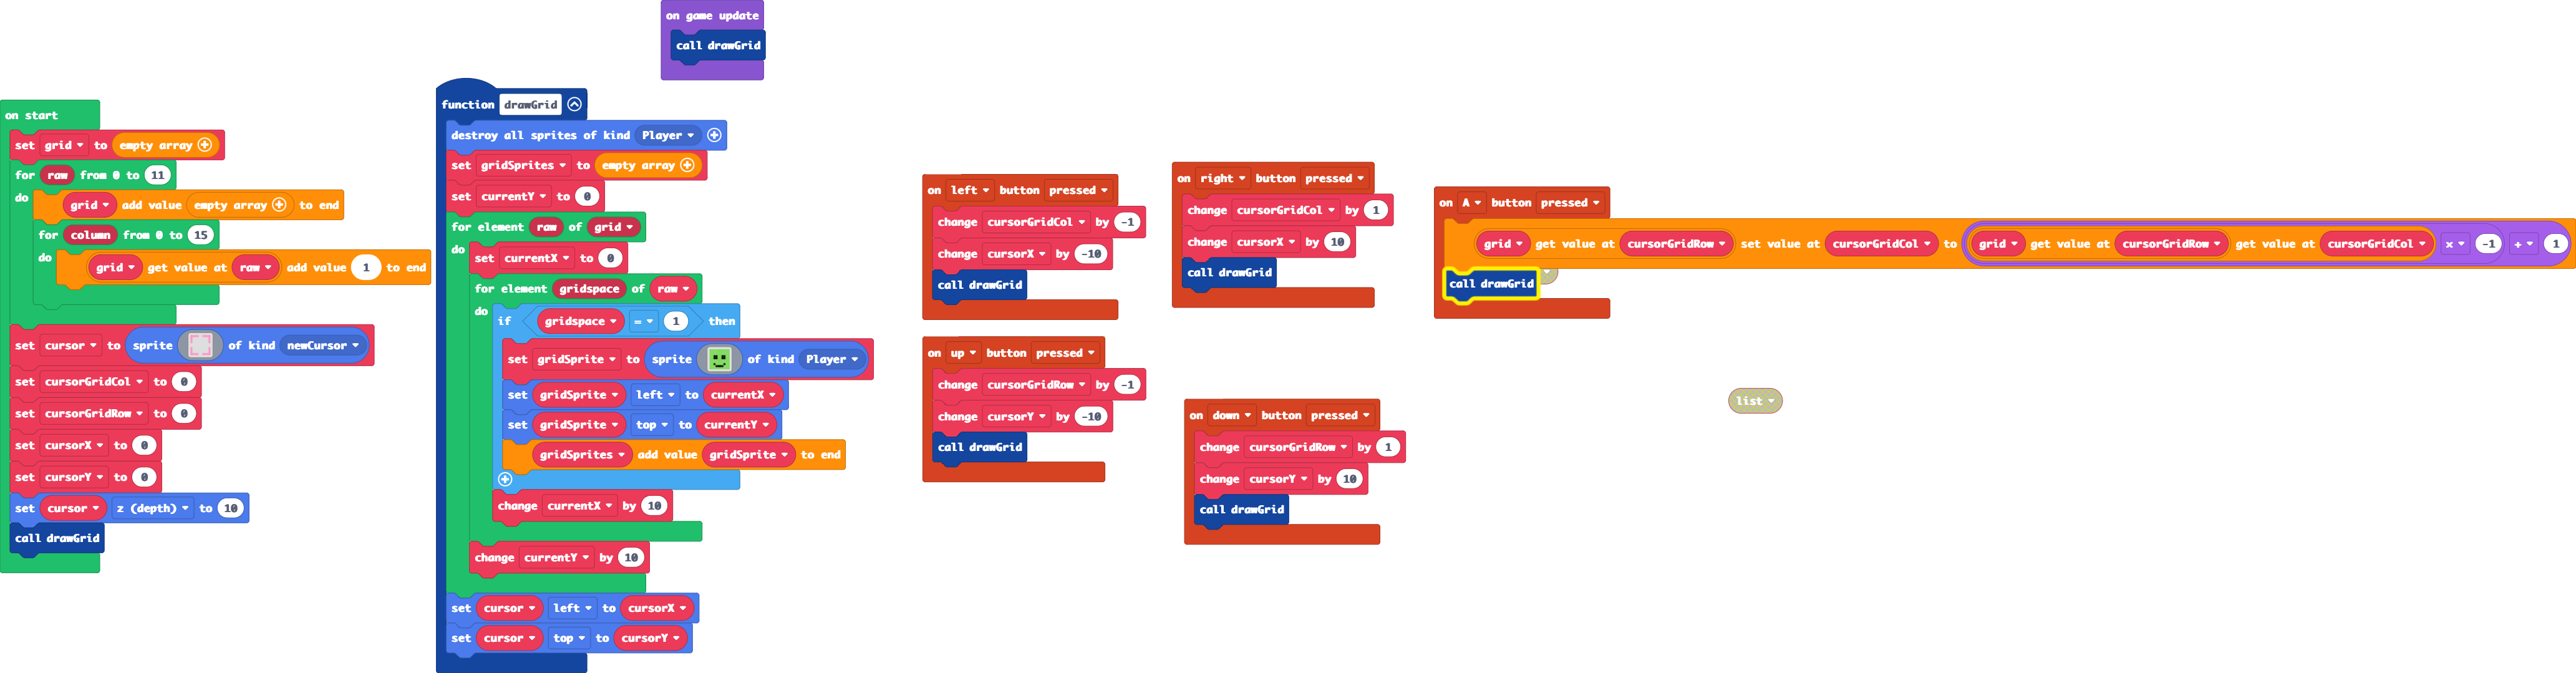 on game update
call drawGrid
on start
set grid to empty array
for raw from 0 to 11
do
grid add value empty array to end
for column from 0 to 15
do
grid get value at raw add value 1 to end
set cursor to sprite of kind newCursor
set cursorGridCol to 0
set cursorGridRow to 0
set cursorX to 0
set cursorY to 0
set cursor z (depth) to 10
call drawGrid
function drawGrid
destroy all sprites of kind Player
set gridSprites to empty array
set currentY to 0
for element raw of grid
do
set currentX to 0
for element gridspace of raw
do
if gridspace = 1 then
set gridSprite to sprite of kind Player
set gridSprite left to currentX
set gridSprite top to currentY
gridSprites add value gridSprite to end
change currentX by 10
change currentY by 10
set cursor left to cursorX
set cursor top to cursorY
on left button pressed
change cursorGridCol by -1
change cursorX by -10
call drawGrid
on up button pressed
change cursorGridRow by -1
change cursorY by -10
call drawGrid
on right button pressed
change cursorGridCol by 1
change cursorX by 10
call drawGrid
on down button pressed
change cursorGridRow by 1
change cursorY by 10
call drawGrid
on A button pressed
grid get value at cursorGridRow set value at cursorGridCol to grid get value at cursorGridRow get value at cursorGridCol × -1 + 1
call drawGrid
list